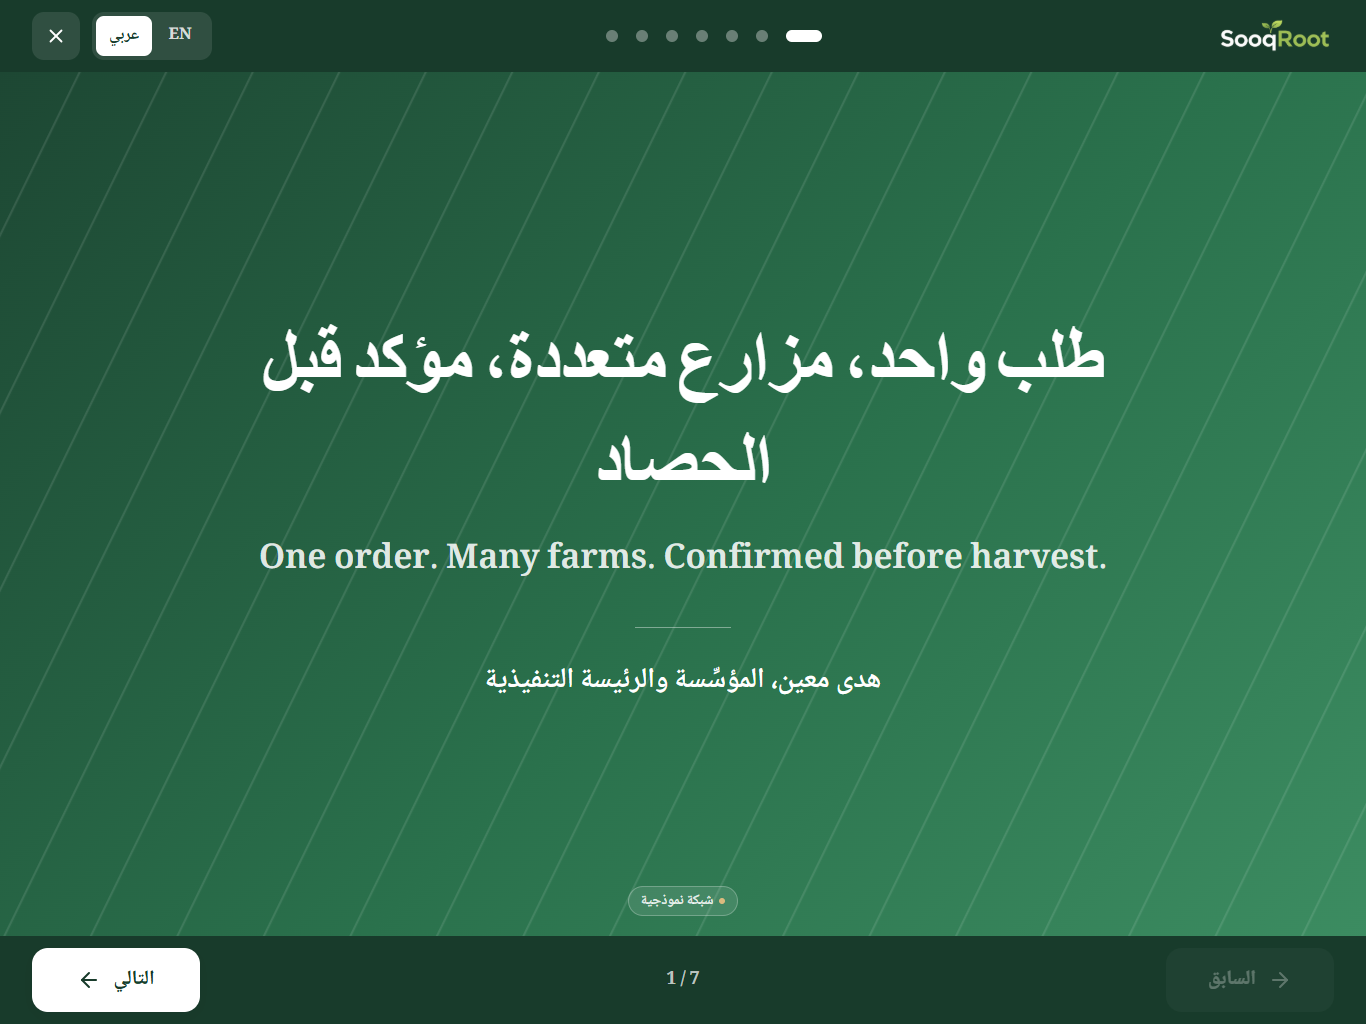 SooqRoot
عربي
EN
طلب واحد، مزارع متعددة، مؤكد قبل
الحصاد
One order. Many farms. Confirmed before harvest.
هدى معين، المؤسِّسة والرئيسة التنفيذية
شبكة نموذجية
السابق
1 / 7
التالي